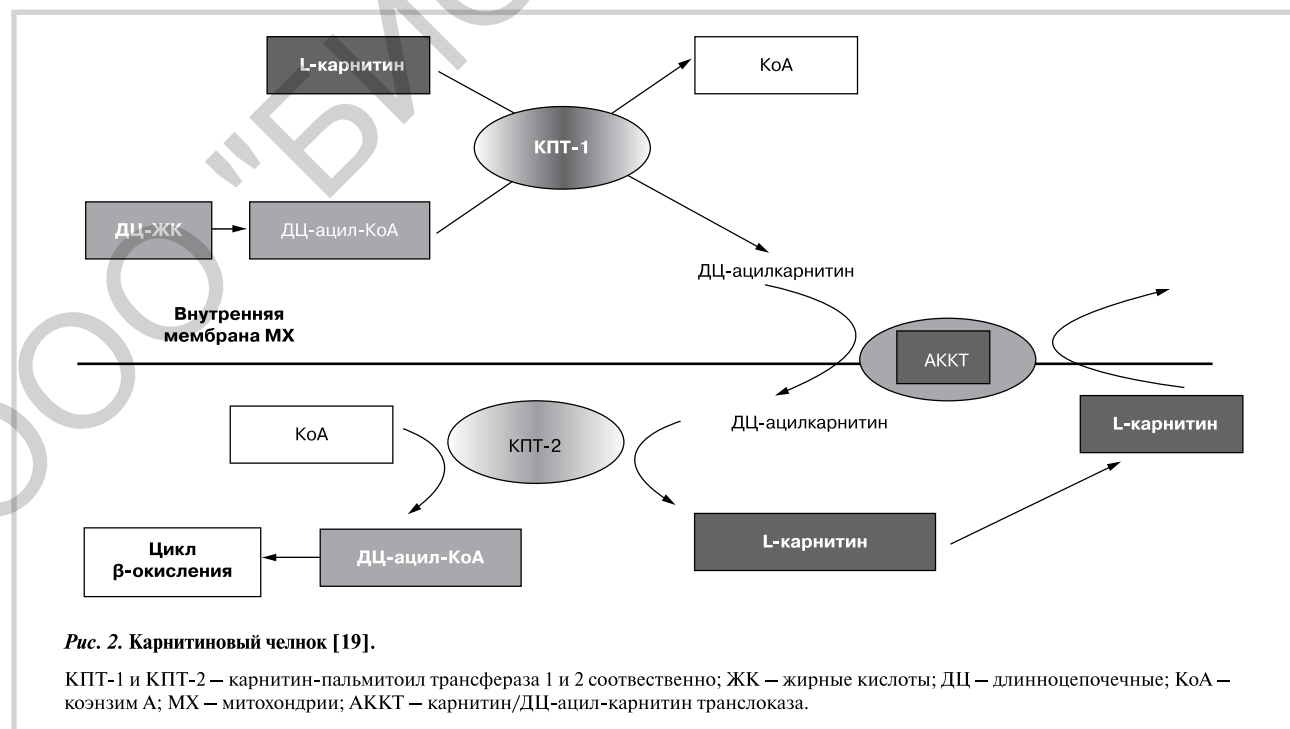 L-карнитин
КоА
КПТ-1
ДЦ-ЖК
ДЦ-ацил-КоА
ДЦ-ацилкарнитин
Внутренняя
мембрана МХ
АККТ
КоА
КПТ-2
ДЦ-ацилкарнитин
L-карнитин
L-карнитин
Цикл
β-окисления
ДЦ-ацил-КоА
Рис. 2. Карнитиновый челнок [19].
КПТ-1 и КПТ-2 — карнитин-пальмитоил трансфераза 1 и 2 соотвественно; ЖК — жирные кислоты; ДЦ — длинноцепочечные; КоА —
коэнзим А; МХ — митохондрии; АККТ — карнитин/ДЦ-ацил-карнитин транслоказа.